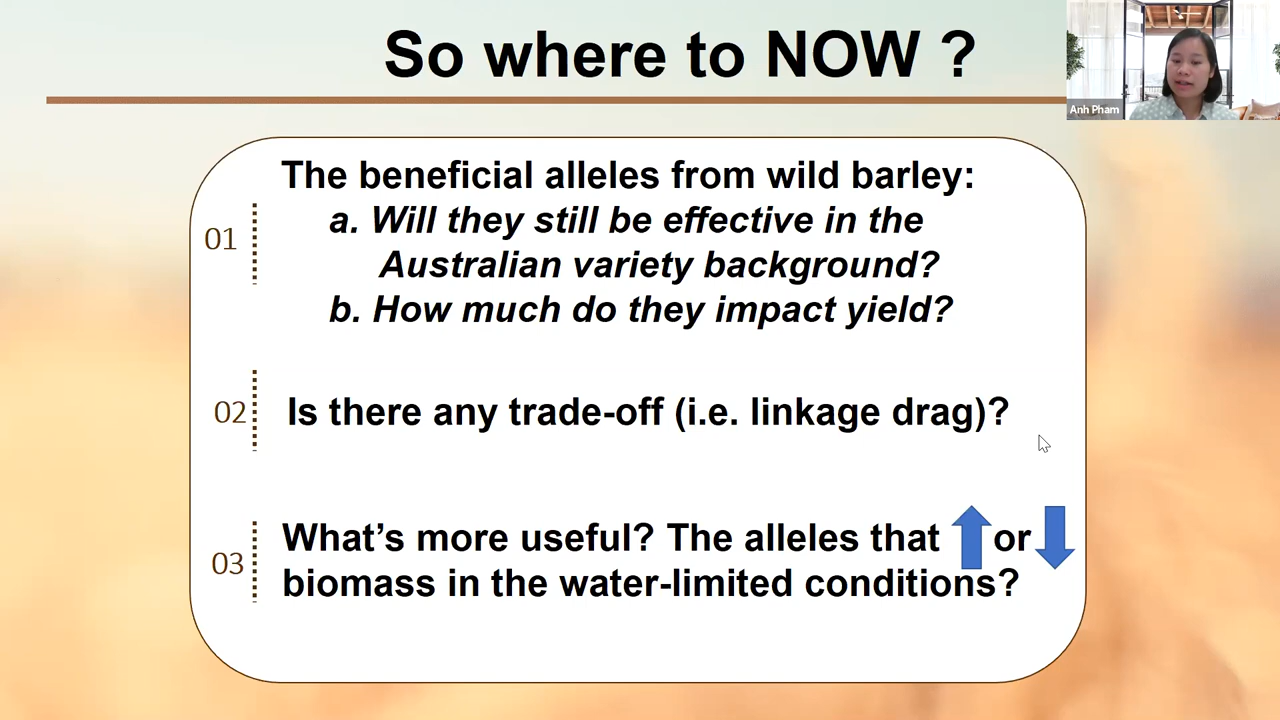 So where to NOW ?
Anh Pham
01
The beneficial alleles from wild barley:
a. Will they still be effective in the
Australian variety background?
b. How much do they impact yield?
02
Is there any trade-off (i.e. linkage drag)?
03
What’s more useful? The alleles that or
biomass in the water-limited conditions?